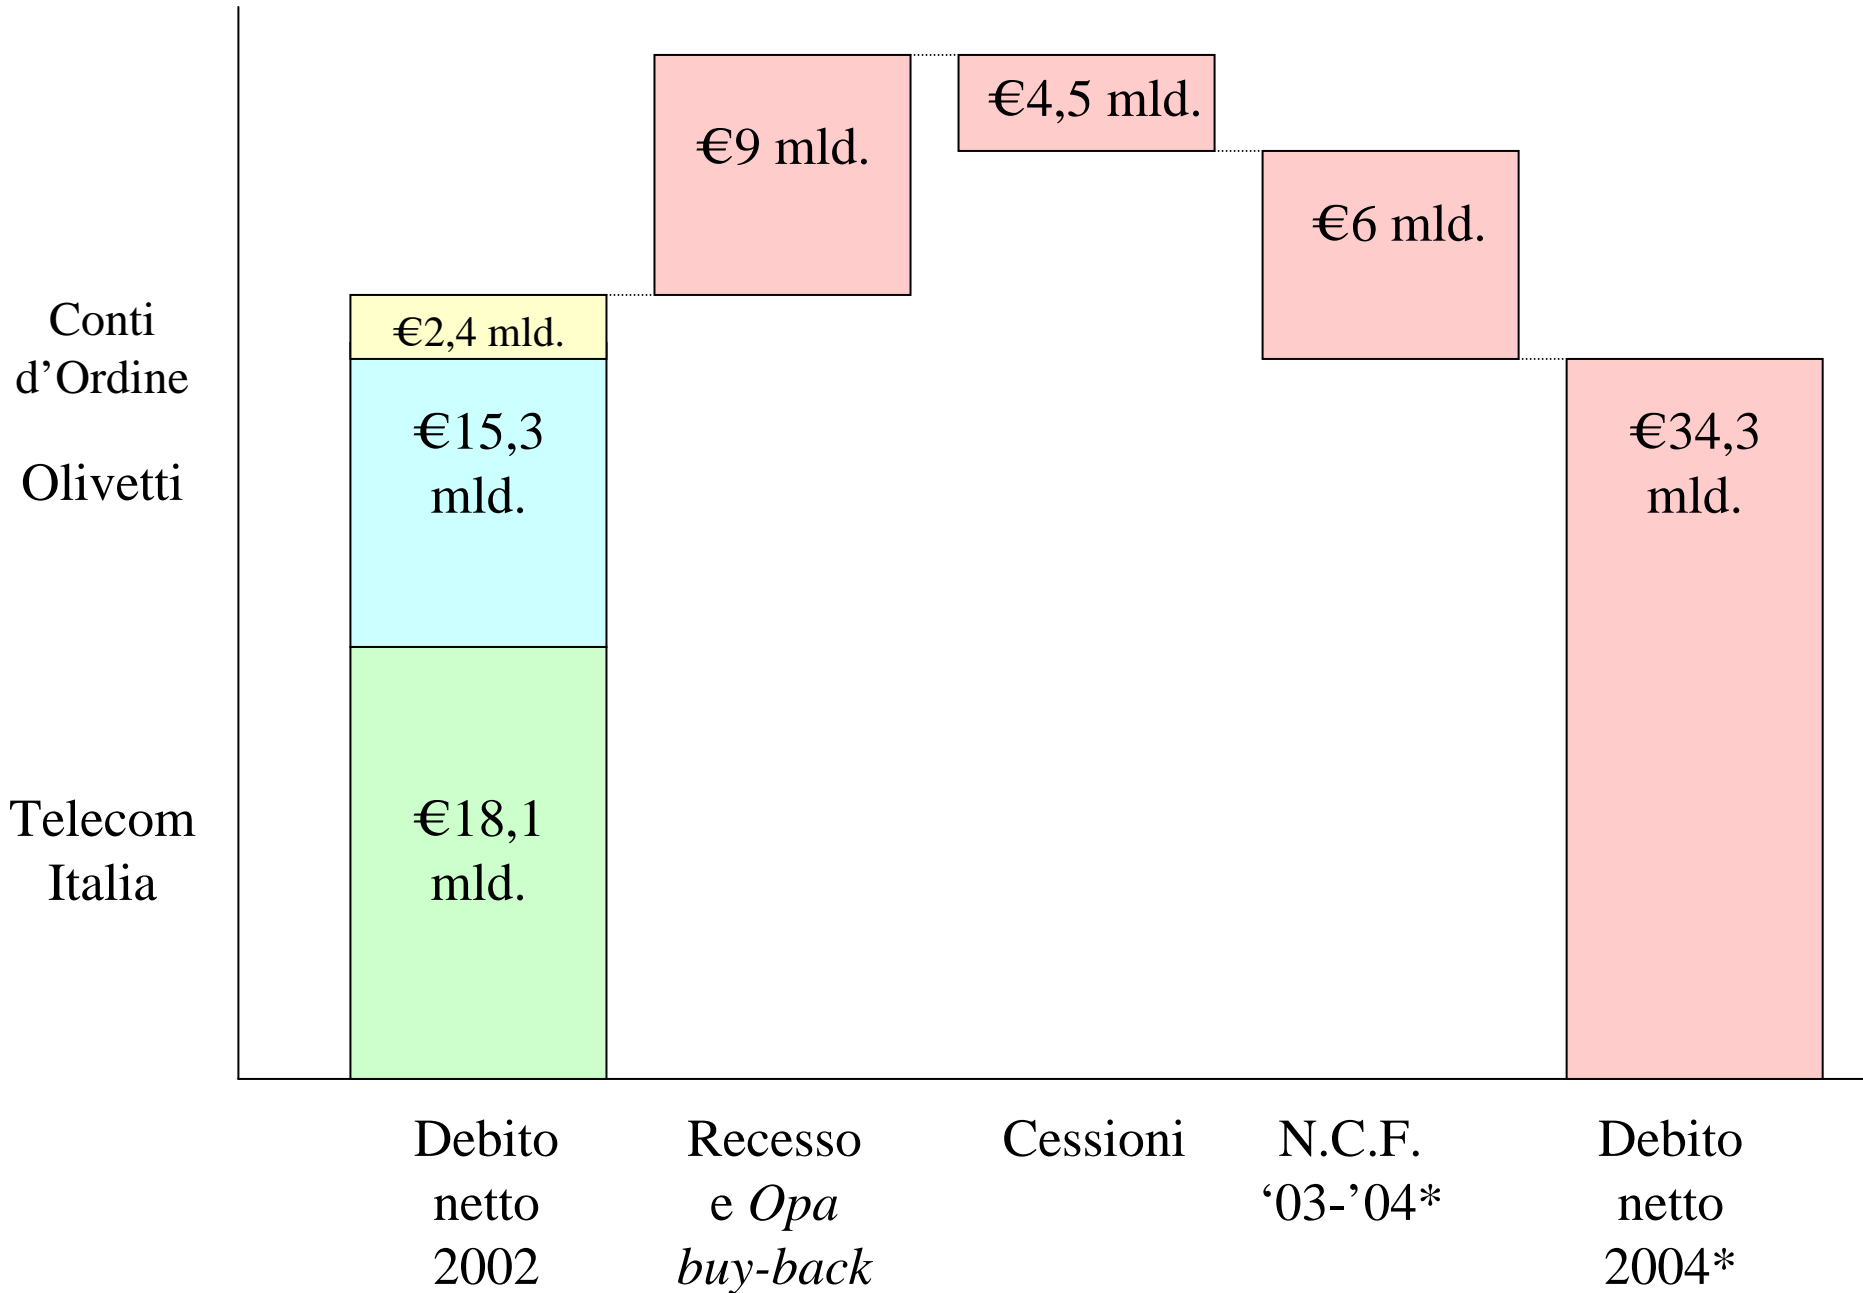 €9 mld.
€4,5 mld.
€6 mld.
Conti
d’Ordine
€2,4 mld.
Olivetti
€15,3
mld.
€34,3
mld.
Telecom
Italia
€18,1
mld.
Debito
netto
2002
Recesso
e Opa
buy-back
Cessioni
N.C.F.
‘03-’04*
Debito
netto
2004*